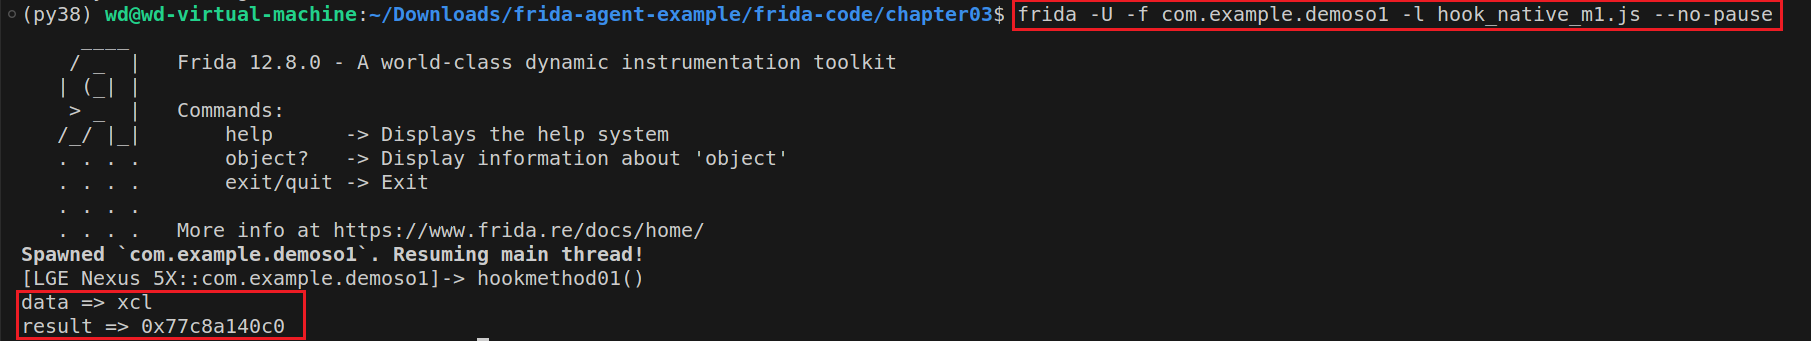 (py38) wd@wd-virtual-machine:~/Downloads/frida-agent-example/frida-code/chapter03$ frida -U -f com.example.demoso1 -l hook_native_m1.js --no-pause
     ____
    / _  |   Frida 12.8.0 - A world-class dynamic instrumentation toolkit
   | (_| |
    > _  |   Commands:
   /_/ |_|       help      -> Displays the help system
   . . . .       object?   -> Display information about 'object'
   . . . .       exit/quit -> Exit
   . . . .
   . . . .   More info at https://www.frida.re/docs/home/
Spawned `com.example.demoso1`. Resuming main thread!
[LGE Nexus 5X::com.example.demoso1]-> hookmethod01()
data => xcl
result => 0x77c8a140c0